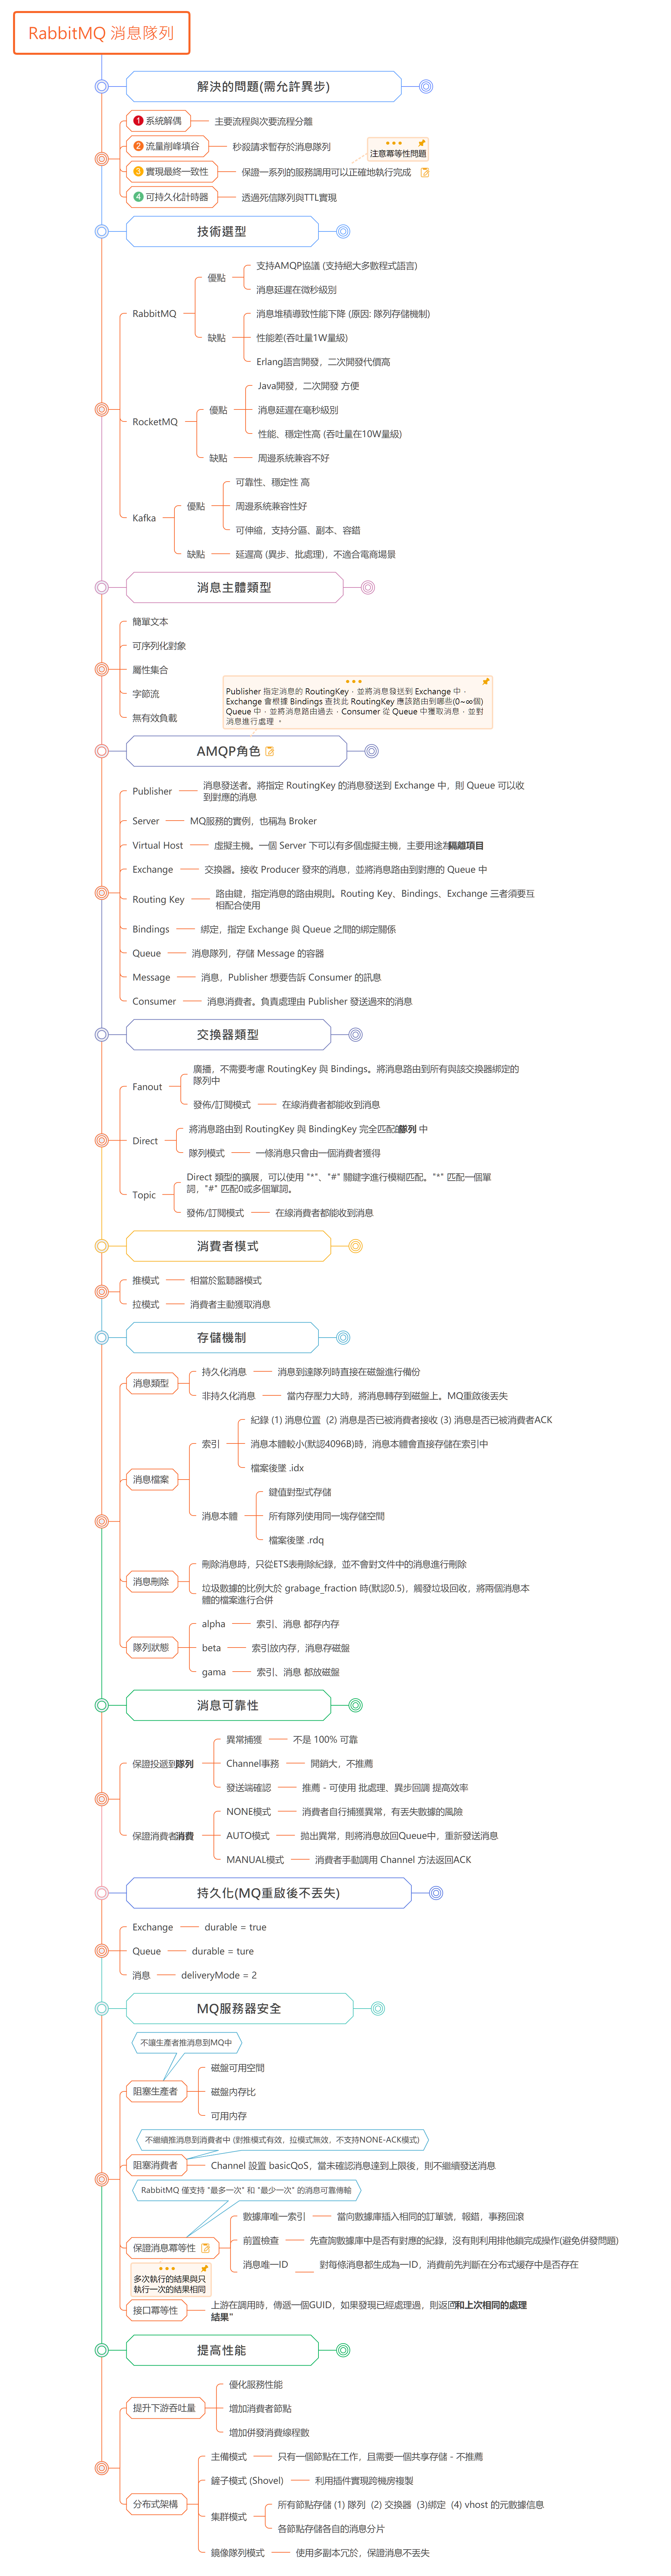 RabbitMQ 消息隊列
解決的問題(需允許異步)
1 系統解偶
主要流程與次要流程分離
2 流量削峰填谷
秒殺請求暫存於消息隊列
注意冪等性問題
3 實現最終一致性
保證一系列的服務調用可以正確地執行完成
4 可持久化計時器
透過死信隊列與TTL實現
技術選型
RabbitMQ
優點
支持AMQP協議 (支持絕大多數程式語言)
消息延遲在微秒級別
缺點
消息堆積導致性能下降 (原因: 隊列存儲機制)
性能差(吞吐量1W量級)
Erlang語言開發，二次開發代價高
RocketMQ
優點
Java開發，二次開發 方便
消息延遲在毫秒級別
性能、穩定性高 (吞吐量在10W量級)
缺點
周邊系統兼容不好
Kafka
優點
可靠性、穩定性 高
周邊系統兼容性好
可伸縮，支持分區、副本、容錯
缺點
延遲高 (異步、批處理)，不適合電商場景
消息主體類型
簡單文本
可序列化對象
屬性集合
字節流
無有效負載
Publisher 指定消息的 RoutingKey，並將消息發送到 Exchange 中，
Exchange 會根據 Bindings 查找此 RoutingKey 應該路由到哪些(0~∞個)
Queue 中，並將消息路由過去，Consumer 從 Queue 中獲取消息，並對
消息進行處理 。
AMQP角色
Publisher
消息發送者。將指定 RoutingKey 的消息發送到 Exchange 中，則 Queue 可以收
到對應的消息
Server
MQ服務的實例，也稱為 Broker
Virtual Host
虛擬主機。一個 Server 下可以有多個虛擬主機，主要用途為隔離項目
Exchange
交換器。接收 Producer 發來的消息，並將消息路由到對應的 Queue 中
Routing Key
路由鍵，指定消息的路由規則。Routing Key、Bindings、Exchange 三者須要互
相配合使用
Bindings
綁定，指定 Exchange 與 Queue 之間的綁定關係
Queue
消息隊列，存儲 Message 的容器
Message
消息，Publisher 想要告訴 Consumer 的訊息
Consumer
消息消費者。負責處理由 Publisher 發送過來的消息
交換器類型
Fanout
廣播，不需要考慮 RoutingKey 與 Bindings。將消息路由到所有與該交換器綁定的
隊列中
發佈/訂閱模式
在線消費者都能收到消息
Direct
將消息路由到 RoutingKey 與 BindingKey 完全匹配的隊列 中
隊列模式
一條消息只會由一個消費者獲得
Topic
Direct 類型的擴展，可以使用 "*"、"#" 關鍵字進行模糊匹配。"*" 匹配一個單
詞，"#" 匹配0或多個單詞。
發佈/訂閱模式
在線消費者都能收到消息
消費者模式
推模式
相當於監聽器模式
拉模式
消費者主動獲取消息
存儲機制
消息類型
持久化消息
消息到達隊列時直接在磁盤進行備份
非持久化消息
當內存壓力大時，將消息轉存到磁盤上。MQ重啟後丟失
消息檔案
索引
紀錄 (1) 消息位置 (2) 消息是否已被消費者接收 (3) 消息是否已被消費者ACK
消息本體較小(默認4096B)時，消息本體會直接存儲在索引中
檔案後墜 .idx
消息本體
鍵值對型式存儲
所有隊列使用同一塊存儲空間
檔案後墜 .rdq
消息刪除
刪除消息時，只從ETS表刪除紀錄，並不會對文件中的消息進行刪除
垃圾數據的比例大於 grabage_fraction 時(默認0.5)，觸發垃圾回收，將兩個消息本
體的檔案進行合併
隊列狀態
alpha
索引、消息 都存內存
beta
索引放內存，消息存磁盤
gama
索引、消息 都放磁盤
消息可靠性
保證投遞到隊列
異常捕獲
不是 100% 可靠
Channel事務
開銷大，不推薦
發送端確認
推薦 - 可使用 批處理、異步回調 提高效率
保證消費者消費
NONE模式
消費者自行捕獲異常，有丟失數據的風險
AUTO模式
拋出異常，則將消息放回Queue中，重新發送消息
MANUAL模式
消費者手動調用 Channel 方法返回ACK
持久化(MQ重啟後不丟失)
Exchange
durable = true
Queue
durable = ture
消息
deliveryMode = 2
MQ服務器安全
不讓生產者推消息到MQ中
阻塞生產者
磁盤可用空間
磁盤內存比
可用內存
不繼續推消息到消費者中 (對推模式有效，拉模式無效，不支持NONE-ACK模式)
阻塞消費者
Channel 設置 basicQoS，當未確認消息達到上限後，則不繼續發送消息
RabbitMQ 僅支持 "最多一次" 和 "最少一次" 的消息可靠傳輸
保證消息冪等性
數據庫唯一索引
當向數據庫插入相同的訂單號，報錯，事務回滾
前置檢查
先查詢數據庫中是否有對應的紀錄，沒有則利用排他鎖完成操作(避免併發問題)
消息唯一ID
對每條消息都生成為一ID，消費前先判斷在分布式緩存中是否存在
多次執行的結果與只
執行一次的結果相同
接口冪等性
上游在調用時，傳遞一個GUID，如果發現已經處理過，則返回"和上次相同的處理
結果"
提高性能
提升下游吞吐量
優化服務性能
增加消費者節點
增加併發消費線程數
分布式架構
主備模式
只有一個節點在工作，且需要一個共享存儲 - 不推薦
鏟子模式 (Shovel)
利用插件實現跨機房複製
集群模式
所有節點存儲 (1) 隊列 (2) 交換器 (3)綁定 (4) vhost 的元數據信息
各節點存儲各自的消息分片
鏡像隊列模式
使用多副本冗於，保證消息不丟失